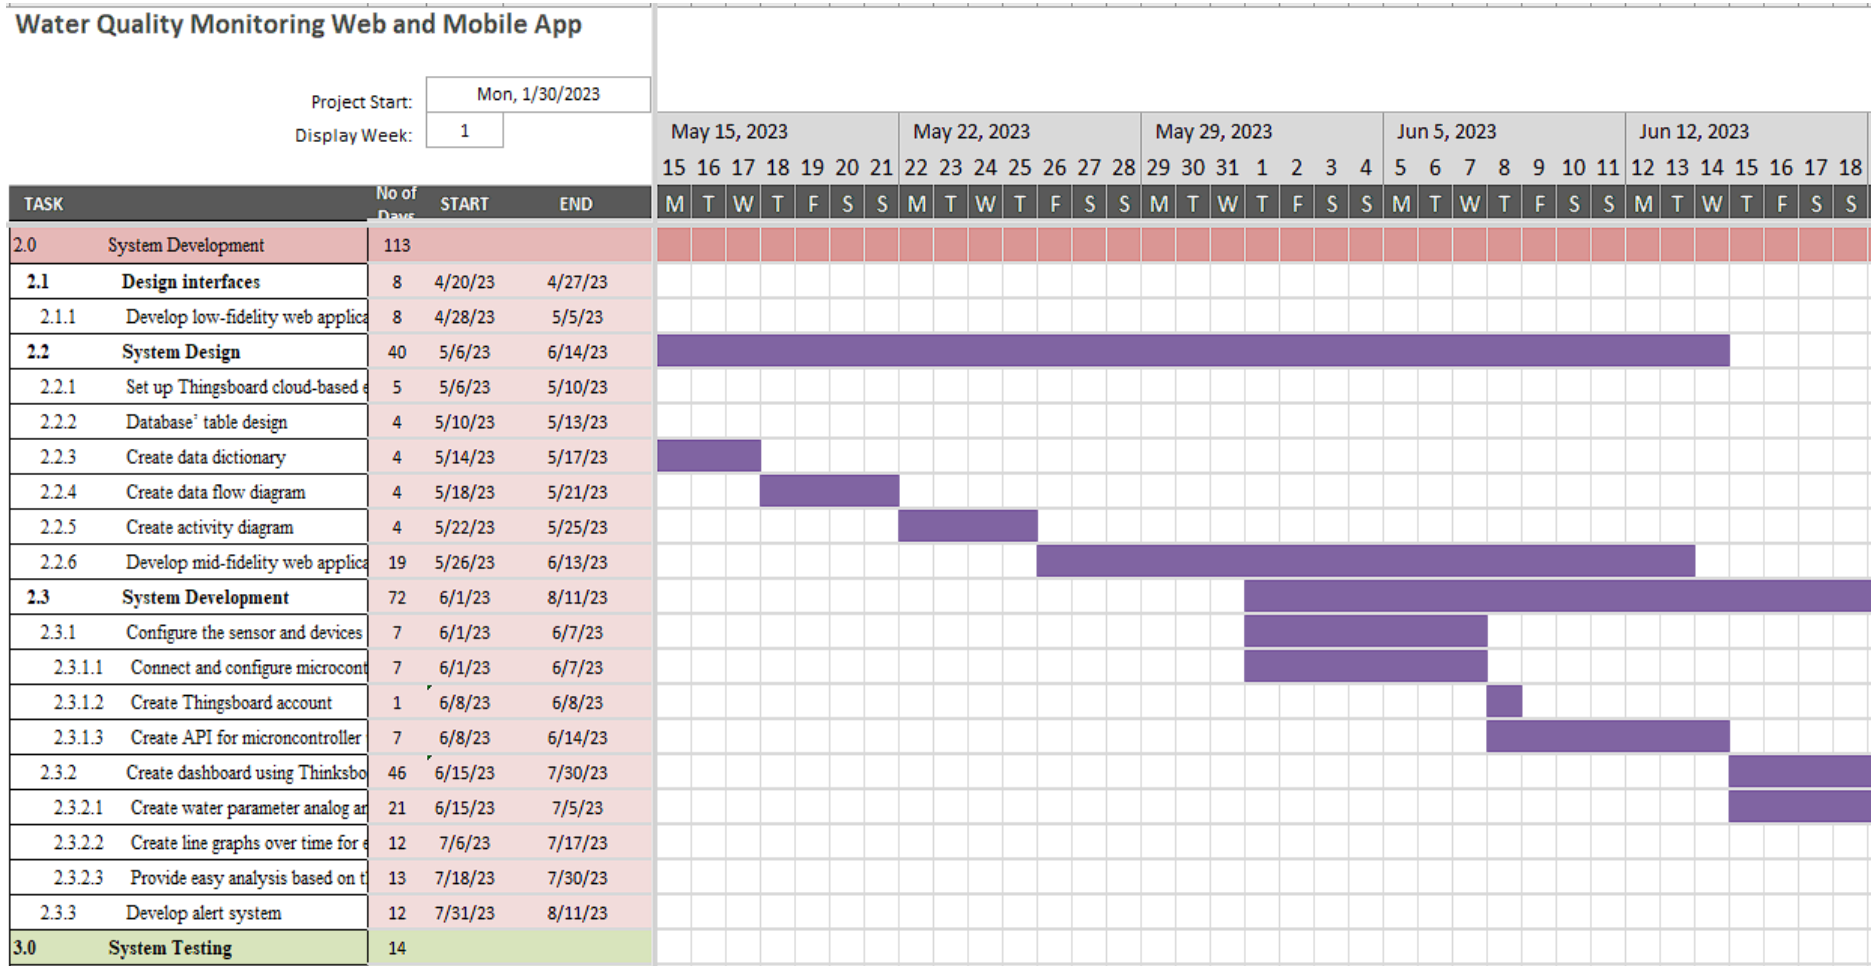 Water Quality Monitoring Web and Mobile App
Project Start: Mon, 1/30/2023
Display Week: 1
May 15, 2023 May 22, 2023 May 29, 2023 Jun 5, 2023 Jun 12, 2023
15 16 17 18 19 20 21 22 23 24 25 26 27 28 29 30 31 1 2 3 4 5 6 7 8 9 10 11 12 13 14 15 16 17 18
TASK No of Days START END M T W T F S S M T W T F S S M T W T F S S M T W T F S S M T W T F S S
2.0 System Development 113
2.1 Design interfaces 8 4/20/23 4/27/23
2.1.1 Develop low-fidelity web applica 8 4/28/23 5/5/23
2.2 System Design 40 5/6/23 6/14/23
2.2.1 Set up Thingsboard cloud-based e 5 5/6/23 5/10/23
2.2.2 Database' table design 4 5/10/23 5/13/23
2.2.3 Create data dictionary 4 5/14/23 5/17/23
2.2.4 Create data flow diagram 4 5/18/23 5/21/23
2.2.5 Create activity diagram 4 5/22/23 5/25/23
2.2.6 Develop mid-fidelity web applica 19 5/26/23 6/13/23
2.3 System Development 72 6/1/23 8/11/23
2.3.1 Configure the sensor and devices 7 6/1/23 6/7/23
2.3.1.1 Connect and configure microcont 7 6/1/23 6/7/23
2.3.1.2 Create Thingsboard account 1 6/8/23 6/8/23
2.3.1.3 Create API for microncontroller 7 6/8/23 6/14/23
2.3.2 Create dashboard using Thinksbo 46 6/15/23 7/30/23
2.3.2.1 Create water parameter analog an 21 6/15/23 7/5/23
2.3.2.2 Create line graphs over time for e 12 7/6/23 7/17/23
2.3.2.3 Provide easy analysis based on t 13 7/18/23 7/30/23
2.3.3 Develop alert system 12 7/31/23 8/11/23
3.0 System Testing 14